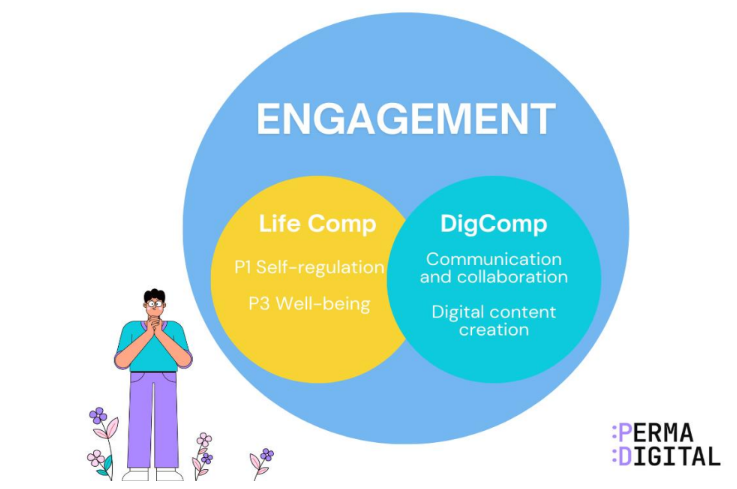 ENGAGEMENT
Life Comp
P1 Self-regulation
P3 Well-being
DigComp
Communication
and collaboration
Digital content
creation
:PERMA
:DIGITAL